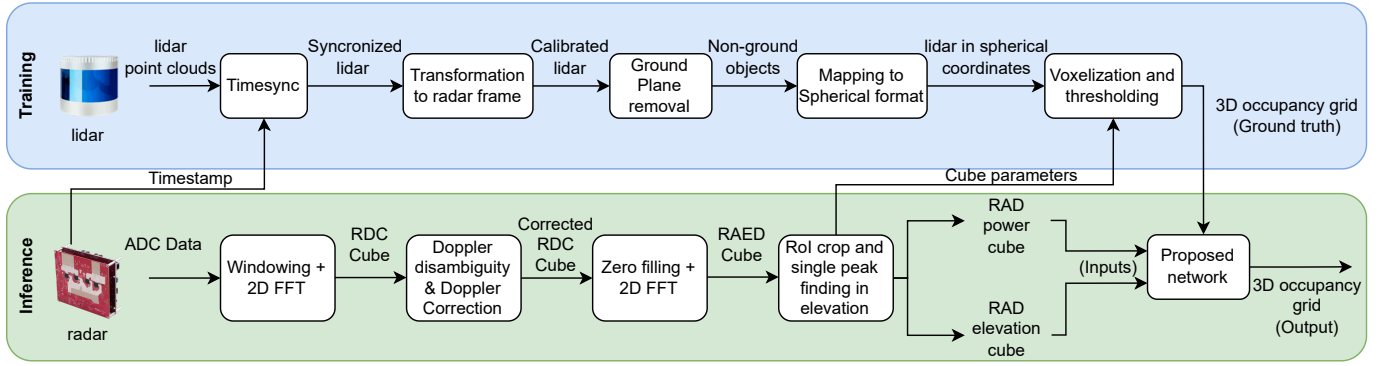 Training
lidar
lidar
point clouds
Timesync
Syncronized
lidar
Transformation
to radar frame
Calibrated
lidar
Ground
Plane
removal
Non-ground
objects
Mapping to
Spherical format
lidar in spherical
coordinates
Voxelization and
thresholding
3D occupancy grid
(Ground truth)
Timestamp
Cube parameters
Inference
radar
ADC Data
Windowing +
2D FFT
RDC
Cube
Doppler
disambiguity
& Doppler
Correction
Corrected
RDC
Cube
Zero filling +
2D FFT
RAED
Cube
RoI crop and
single peak
finding in
elevation
RAD
power
cube
RAD
elevation
cube
(Inputs)
Proposed
network
3D occupancy
grid
(Output)